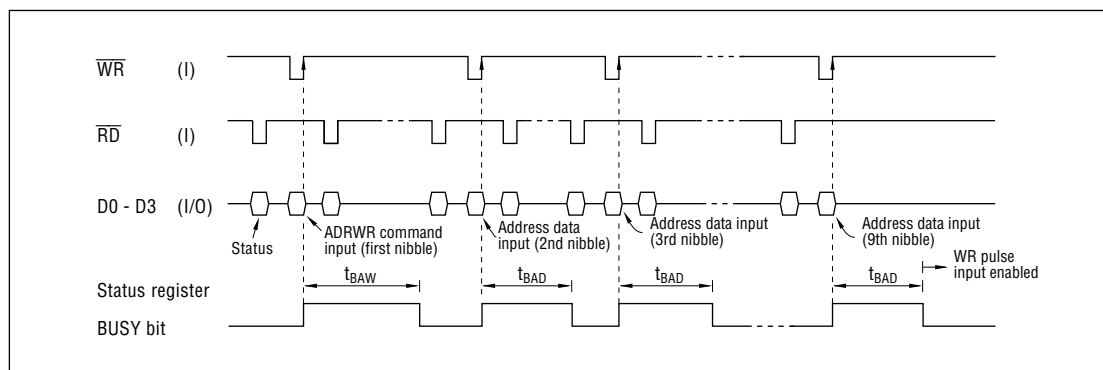 WR (I)
RD (I)
D0 - D3 (I/O)
Status
ADRWR command
input (first nibble)
Address data
input (2nd nibble)
Address data input
(3rd nibble)
Address data input
(9th nibble)
WR pulse
input enabled
tBAW
tBAD
tBAD
tBAD
Status register
BUSY bit